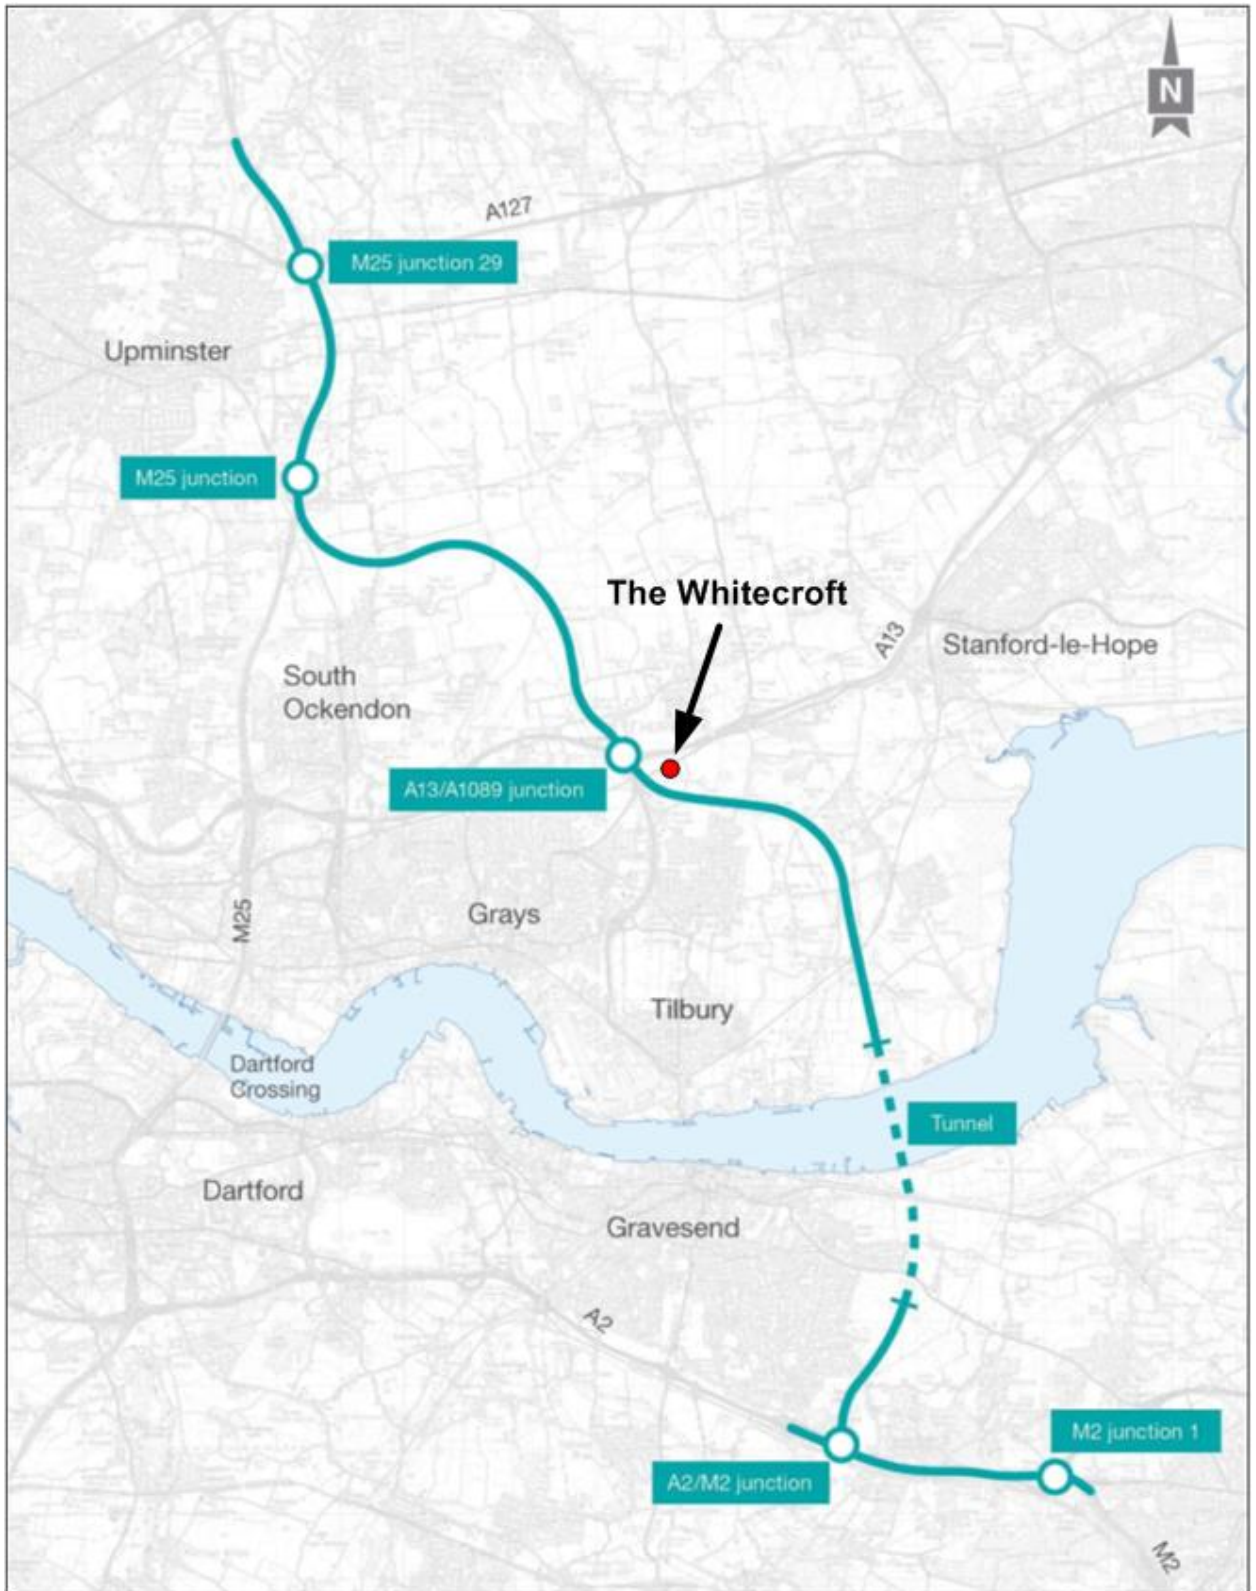 N
A127
M25 junction 29
Upminster
M25 junction
The Whitecroft
A13
Stanford-le-Hope
South
Ockendon
A13/A1089 junction
M25
Grays
Tilbury
Dartford
Crossing
Tunnel
Dartford
Gravesend
A2
M2 junction 1
A2/M2 junction
M2